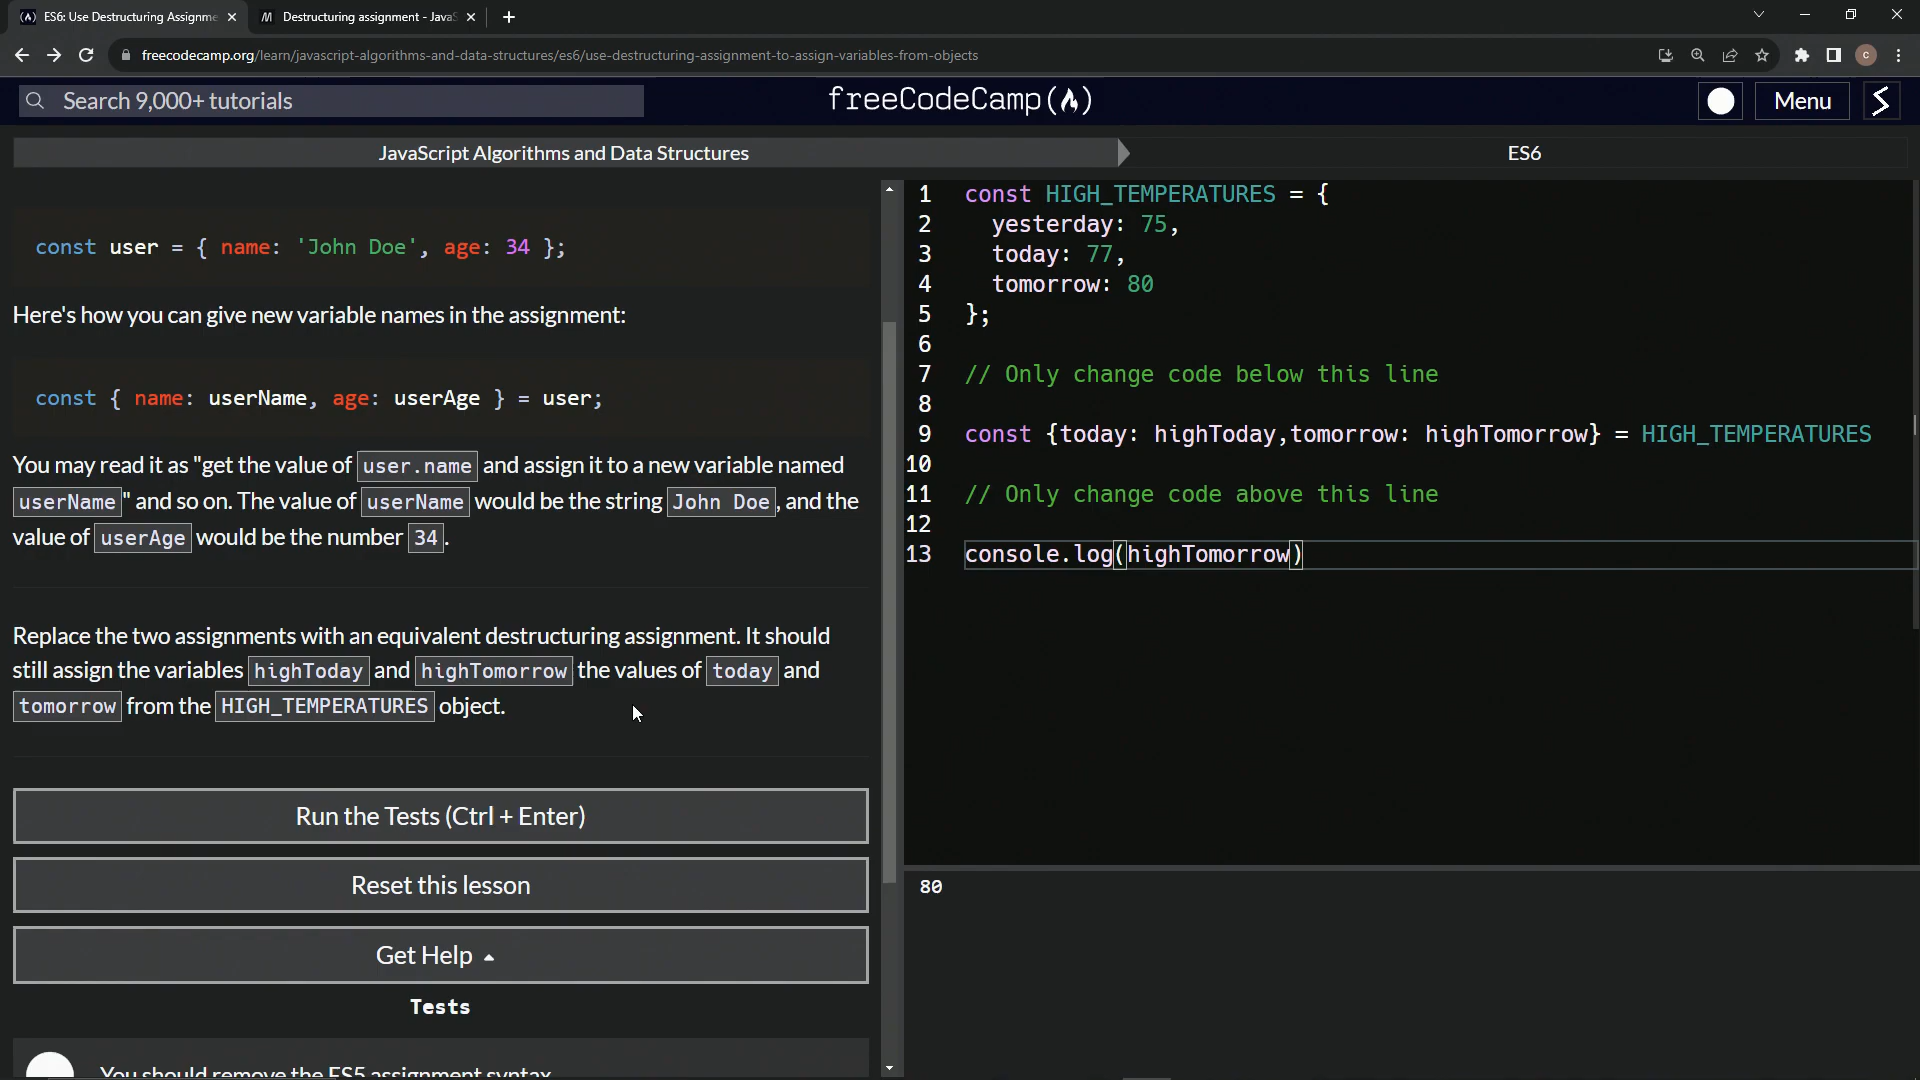 ES6: Use Destructuring Assignme
Destructuring assignment - JavaS
freecodecamp.org/learn/javascript-algorithms-and-data-structures/es6/use-destructuring-assignment-to-assign-variables-from-objects
C
Search 9,000+ tutorials
freeCodeCamp
Menu
JavaScript Algorithms and Data Structures
ES6
const user = { name: 'John Doe', age: 34 };
Here's how you can give new variable names in the assignment:
const { name: userName, age: userAge } = user;
You may read it as "get the value of user.name and assign it to a new variable named
userName" and so on. The value of userName would be the string John Doe, and the
value of userAge would be the number 34.
Replace the two assignments with an equivalent destructuring assignment. It should
still assign the variables highToday and highTomorrow the values of today and
tomorrow from the HIGH_TEMPERATURES object.
Run the Tests (Ctrl + Enter)
Reset this lesson
Get Help
Tests
You should remove the ES5 assignment syntax
1 const HIGH_TEMPERATURES = {
2 yesterday: 75,
3 today: 77,
4 tomorrow: 80
5 };
6
7 // Only change code below this line
8
9 const {today: highToday,tomorrow: highTomorrow} = HIGH_TEMPERATURES
10
11 // Only change code above this line
12
13 console.log(highTomorrow)
80